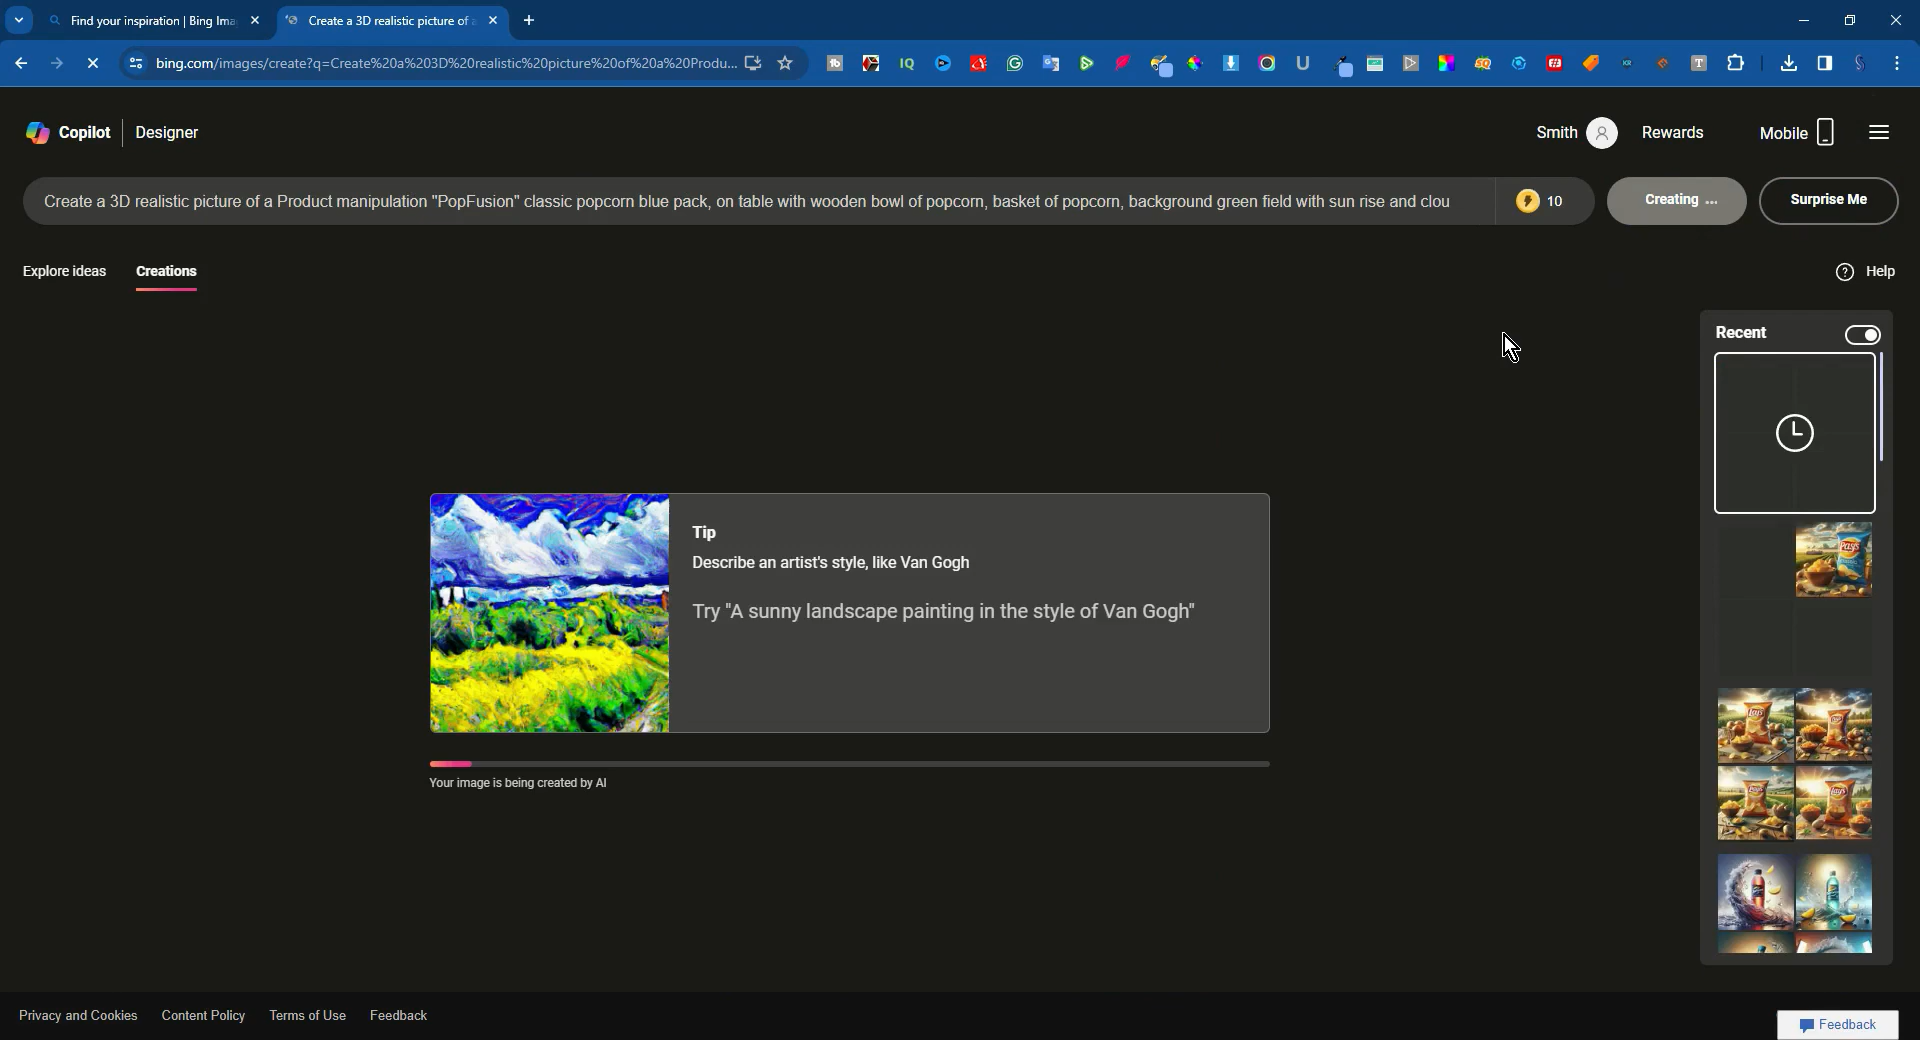 Find your inspiration | Bing Ima
Create a 3D realistic picture of a
bing.com/images/create?q=Create%20a%203D%20realistic%20picture%20of%20a%20Produ...
Copilot
Designer
Smith
Rewards
Mobile
Create a 3D realistic picture of a Product manipulation "PopFusion" classic popcorn blue pack, on table with wooden bowl of popcorn, basket of popcorn, background green field with sun rise and clou
10
Creating ...
Surprise Me
Explore ideas
Creations
Help
Recent
Tip
Describe an artist's style, like Van Gogh
Try "A sunny landscape painting in the style of Van Gogh"
Your image is being created by AI
Privacy and Cookies
Content Policy
Terms of Use
Feedback
Feedback